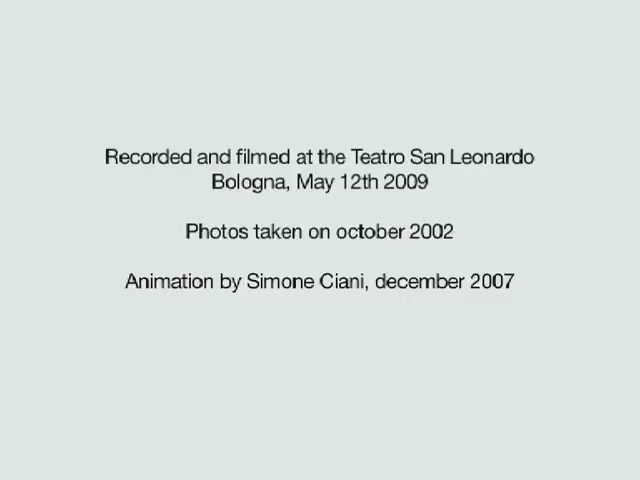 Recorded and filmed at the Teatro San Leonardo
Bologna, May 12th 2009
Photos taken on october 2002
Animation by Simone Ciani, december 2007